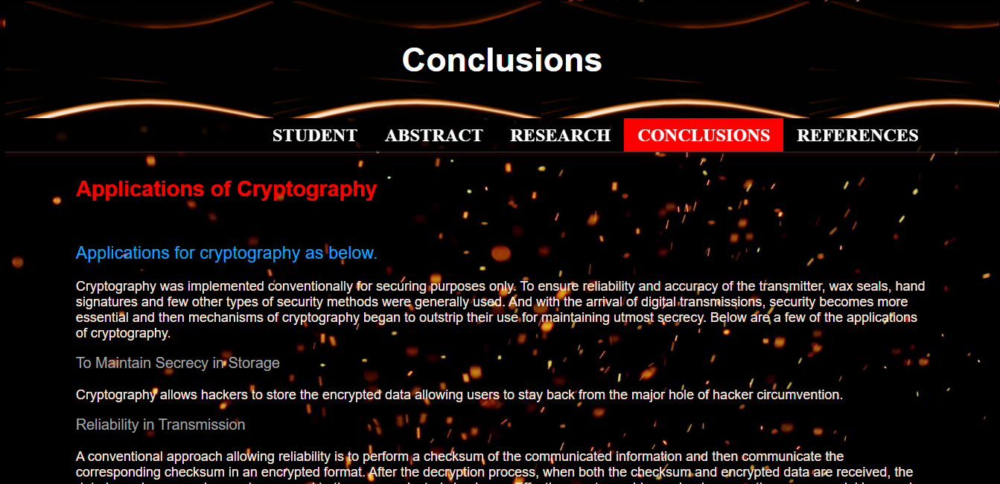 Conclusions
STUDENT ABSTRACT RESEARCH CONCLUSIONS REFERENCES
Applications of Cryptography
Applications for cryptography as below.
Cryptography was implemented conventionally for securing purposes only. To ensure reliability and accuracy of the transmitter, wax seals, hand
signatures and few other types of security methods were generally used. And with the arrival of digital transmissions, security becomes more
essential and then mechanisms of cryptography began to outstrip their use for maintaining utmost secrecy. Below are a few of the applications
of cryptography.
To Maintain Secrecy in Storage
Cryptography allows hackers to store the encrypted data allowing users to stay back from the major hole of hacker circumvention.
Reliability in Transmission
A conventional approach allowing reliability is to perform a checksum of the communicated information and then communicate the
corresponding checksum in an encrypted format. After the decryption process, when both the checksum and encrypted data are received, the